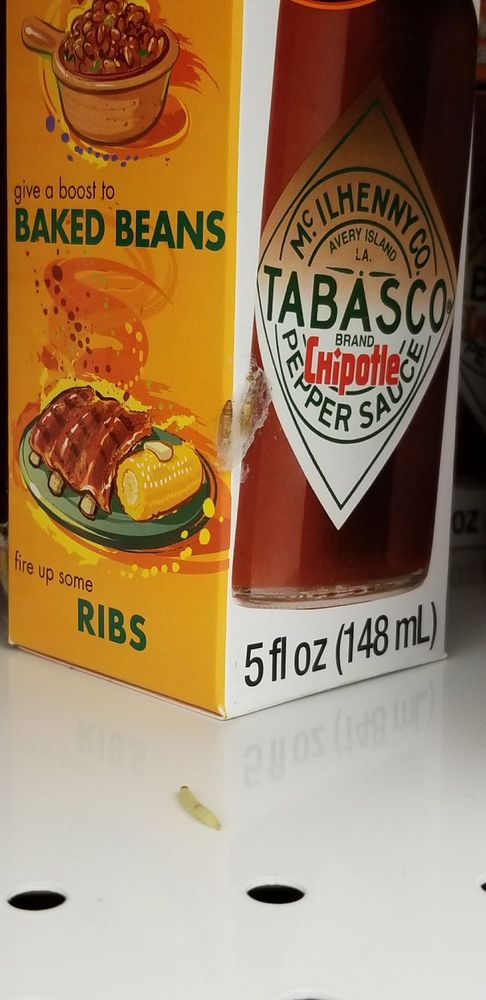 give a boost to
BAKED BEANS
fire up some
RIBS
McILHENNY CO.
AVERY ISLAND
LA.
TABASCO®
BRAND
Chipotle
PEPPER SAUCE
5 fl oz (148 mL)
OZ